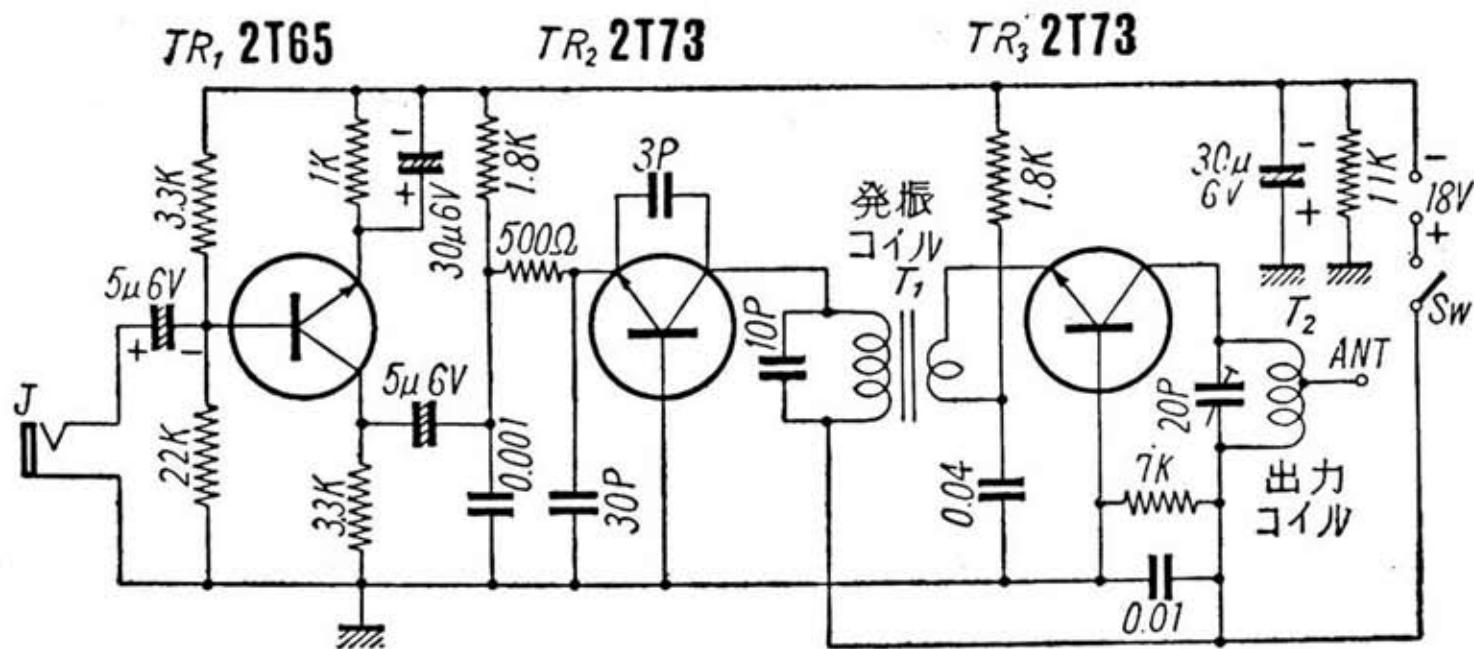 TR₁ 2T65
TR₂ 2T73
TR₃ 2T73
3.3K
1K
-
+
30μ6V
1.8K
3P
500Ω
発振
コイル
T₁
1.8K
30μ
6V
-
+
11K
-
18V
+
SW
5μ6V
+ -
J
22K
5μ6V
3.3K
0.001
30P
10P
0.04
7K
0.01
20P
T₂
ANT
出力
コイル